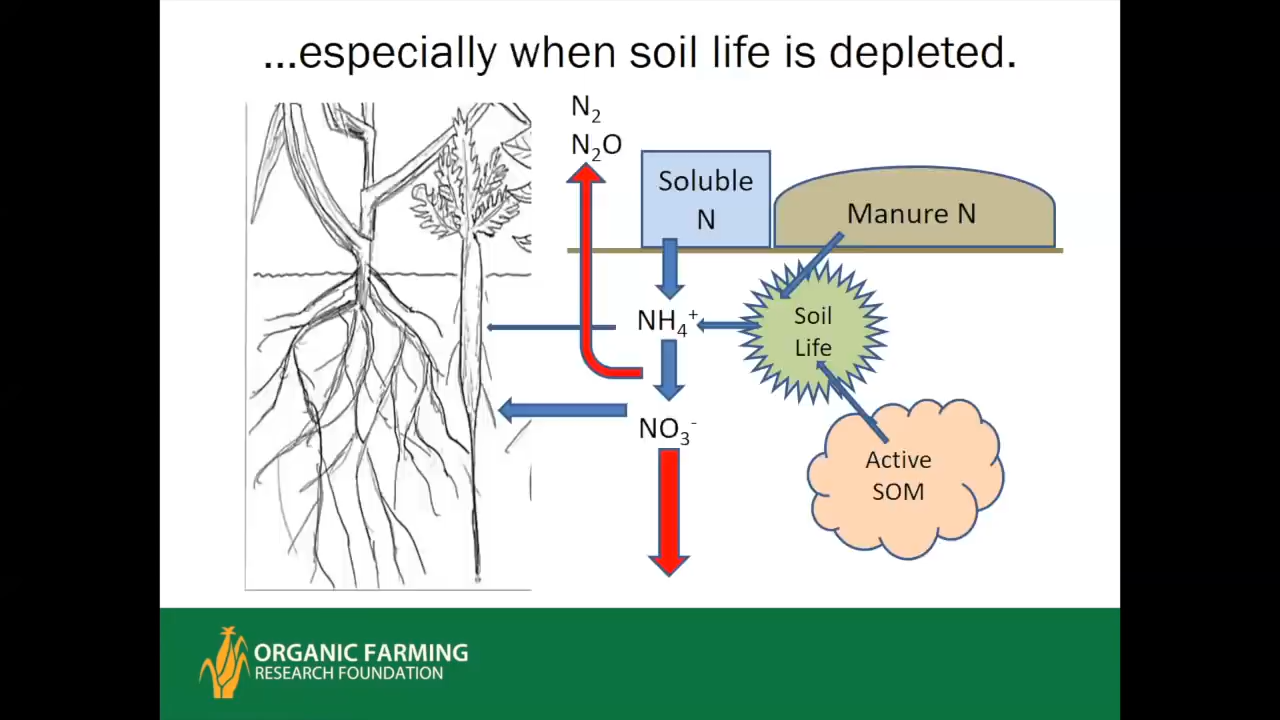 ...especially when soil life is depleted.
N₂
N₂O
Soluble
N
Manure N
NH₄⁺
Soil
Life
NO₃⁻
Active
SOM
ORGANIC FARMING
RESEARCH FOUNDATION